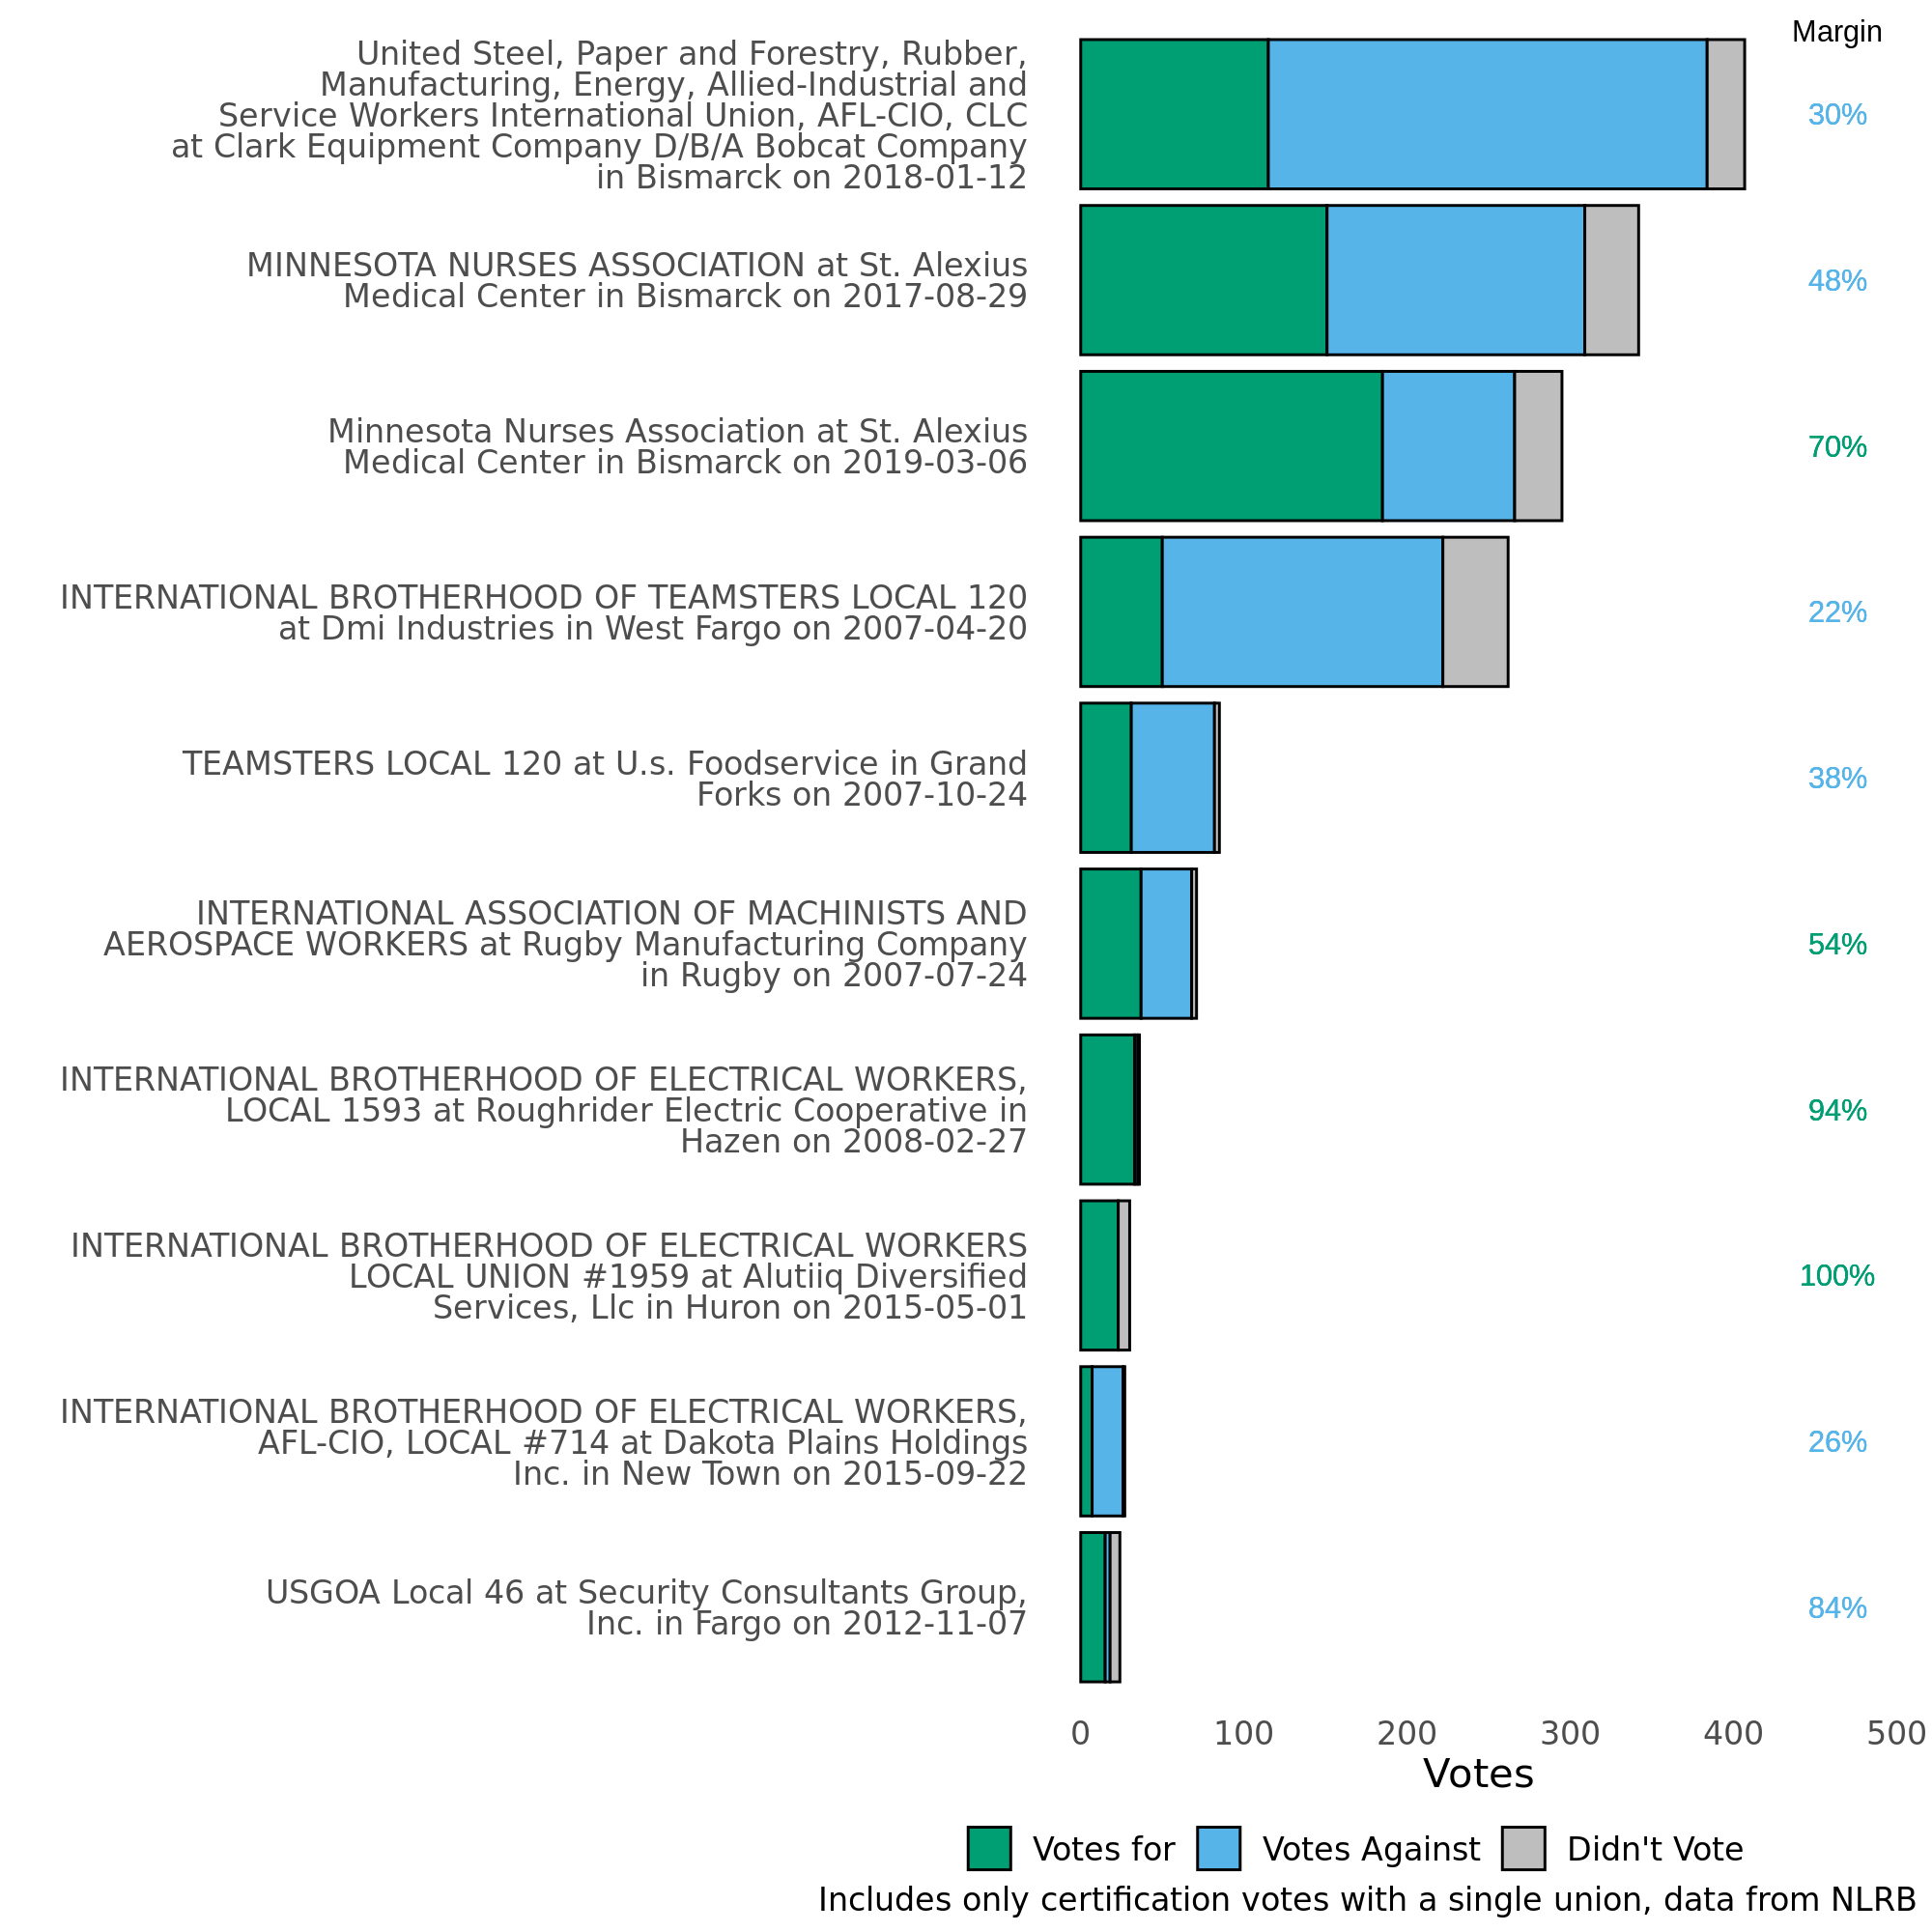 Margin
United Steel, Paper and Forestry, Rubber,
Manufacturing, Energy, Allied-Industrial and
Service Workers International Union, AFL-CIO, CLC
at Clark Equipment Company D/B/A Bobcat Company
in Bismarck on 2018-01-12
30%
MINNESOTA NURSES ASSOCIATION at St. Alexius
Medical Center in Bismarck on 2017-08-29
48%
Minnesota Nurses Association at St. Alexius
Medical Center in Bismarck on 2019-03-06
70%
INTERNATIONAL BROTHERHOOD OF TEAMSTERS LOCAL 120
at Dmi Industries in West Fargo on 2007-04-20
22%
TEAMSTERS LOCAL 120 at U.s. Foodservice in Grand
Forks on 2007-10-24
38%
INTERNATIONAL ASSOCIATION OF MACHINISTS AND
AEROSPACE WORKERS at Rugby Manufacturing Company
in Rugby on 2007-07-24
54%
INTERNATIONAL BROTHERHOOD OF ELECTRICAL WORKERS,
LOCAL 1593 at Roughrider Electric Cooperative in
Hazen on 2008-02-27
94%
INTERNATIONAL BROTHERHOOD OF ELECTRICAL WORKERS
LOCAL UNION #1959 at Alutiiq Diversified
Services, Llc in Huron on 2015-05-01
100%
INTERNATIONAL BROTHERHOOD OF ELECTRICAL WORKERS,
AFL-CIO, LOCAL #714 at Dakota Plains Holdings
Inc. in New Town on 2015-09-22
26%
USGOA Local 46 at Security Consultants Group,
Inc. in Fargo on 2012-11-07
84%
0 100 200 300 400 500
Votes
Votes for Votes Against Didn't Vote
Includes only certification votes with a single union, data from NLRB